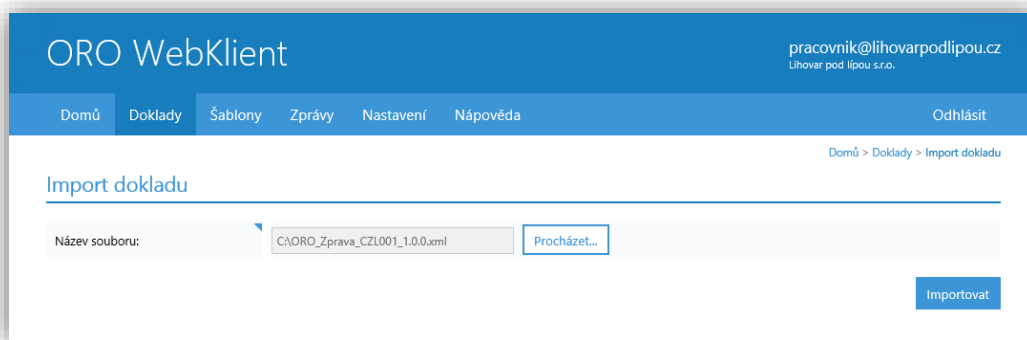 ORO WebKlient
pracovnik@lihovarpodlipou.cz
Lihovar pod lípou s.r.o.
Domů Doklady Šablony Zprávy Nastavení Nápověda Odhlásit
Domů > Doklady > Import dokladu
Import dokladu
Název souboru: C:\ORO_Zprava_CZL001_1.0.0.xml Procházet...
Importovat